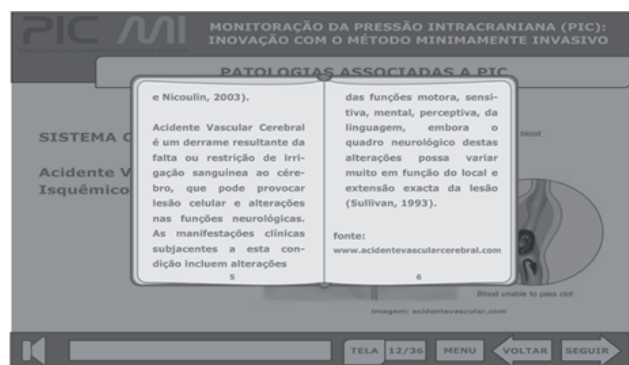 PIC MI
MONITORAÇÃO DA PRESSÃO INTRACRANIANA (PIC):
INOVAÇÃO COM O MÉTODO MINIMAMENTE INVASIVO
PATOLOGIAS ASSOCIADAS A PIC
SISTEMA C
Acidente V
Isquêmico
e Nicoulin, 2003).
Acidente Vascular Cerebral
é um derrame resultante da
falta ou restrição de irri-
gação sanguínea ao cére-
bro, que pode provocar
lesão celular e alterações
nas funções neurológicas.
As manifestações clínicas
subjacentes a esta con-
dição incluem alterações
5
das funções motora, sensi-
tiva, mental, perceptiva, da
linguagem, embora o
quadro neurológico destas
alterações possa variar
muito em função do local e
extensão exacta da lesão
(Sullivan, 1993).
fonte:
www.acidentevascularcerebral.com
6
blood
Blood unable to pass clot
imagem: acidentevascular.com
TELA 12/36 MENU VOLTAR SEGUIR